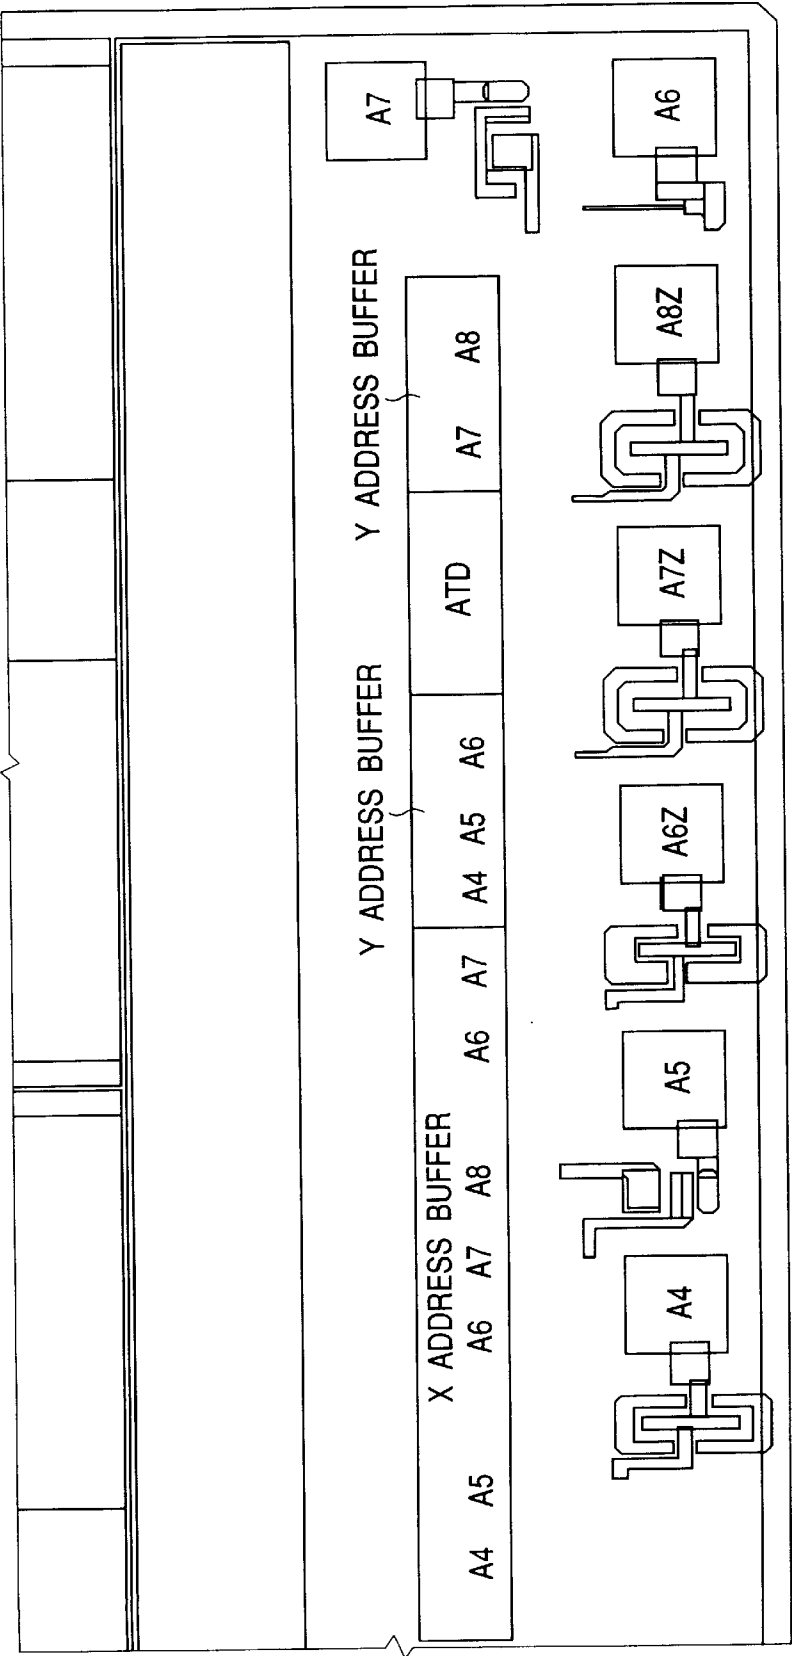 A7
A6
Y ADDRESS BUFFER
Y ADDRESS BUFFER
X ADDRESS BUFFER
A4 A5 A6 A7 A8 A6 A7 A4 A5 A6 ATD A7 A8
A4 A5 A6Z A7Z A8Z